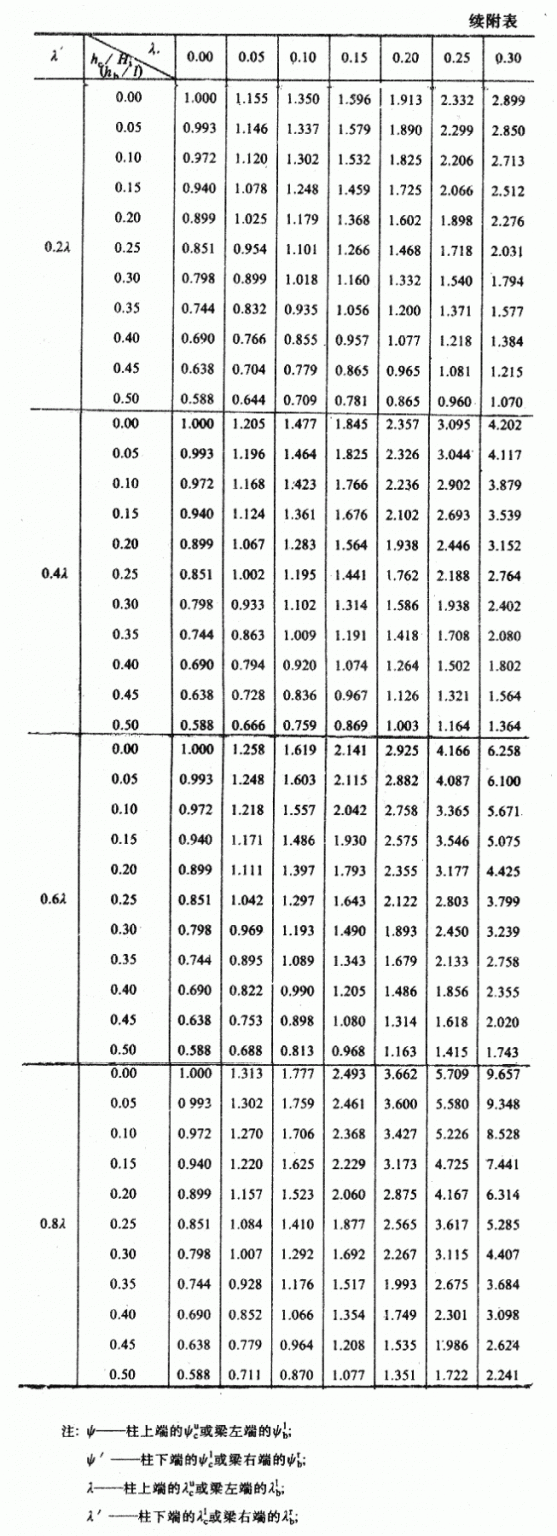 续附表
λ′ λ, 0.00 0.05 0.10 0.15 0.20 0.25 0.30
h꜀/Hᵢ
(h_b/l)
0.00 1.000 1.155 1.350 1.596 1.913 2.332 2.899
0.05 0.993 1.146 1.337 1.579 1.890 2.299 2.850
0.10 0.972 1.120 1.302 1.532 1.825 2.206 2.713
0.15 0.940 1.078 1.248 1.459 1.725 2.066 2.512
0.20 0.899 1.025 1.179 1.368 1.602 1.898 2.276
0.2λ 0.25 0.851 0.954 1.101 1.266 1.468 1.718 2.031
0.30 0.798 0.899 1.018 1.160 1.332 1.540 1.794
0.35 0.744 0.832 0.935 1.056 1.200 1.371 1.577
0.40 0.690 0.766 0.855 0.957 1.077 1.218 1.384
0.45 0.638 0.704 0.779 0.865 0.965 1.081 1.215
0.50 0.588 0.644 0.709 0.781 0.865 0.960 1.070
0.00 1.000 1.205 1.477 1.845 2.357 3.095 4.202
0.05 0.993 1.196 1.464 1.825 2.326 3.044 4.117
0.10 0.972 1.168 1.423 1.766 2.236 2.902 3.879
0.15 0.940 1.124 1.361 1.676 2.102 2.693 3.539
0.20 0.899 1.067 1.283 1.564 1.938 2.446 3.152
0.4λ 0.25 0.851 1.002 1.195 1.441 1.762 2.188 2.764
0.30 0.798 0.933 1.102 1.314 1.586 1.938 2.402
0.35 0.744 0.863 1.009 1.191 1.418 1.708 2.080
0.40 0.690 0.794 0.920 1.074 1.264 1.502 1.802
0.45 0.638 0.728 0.836 0.967 1.126 1.321 1.564
0.50 0.588 0.666 0.759 0.869 1.003 1.164 1.364
0.00 1.000 1.258 1.619 2.141 2.925 4.166 6.258
0.05 0.993 1.248 1.603 2.115 2.882 4.087 6.100
0.10 0.972 1.218 1.557 2.042 2.758 3.365 5.671
0.15 0.940 1.171 1.486 1.930 2.575 3.546 5.075
0.20 0.899 1.111 1.397 1.793 2.355 3.177 4.425
0.6λ 0.25 0.851 1.042 1.297 1.643 2.122 2.803 3.799
0.30 0.798 0.969 1.193 1.490 1.893 2.450 3.239
0.35 0.744 0.895 1.089 1.343 1.679 2.133 2.758
0.40 0.690 0.822 0.990 1.205 1.486 1.856 2.355
0.45 0.638 0.753 0.898 1.080 1.314 1.618 2.020
0.50 0.588 0.688 0.813 0.968 1.163 1.415 1.743
0.00 1.000 1.313 1.777 2.493 3.662 5.709 9.657
0.05 0 993 1.302 1.759 2.461 3.600 5.580 9.348
0.10 0.972 1.270 1.706 2.368 3.427 5.226 8.528
0.15 0.940 1.220 1.625 2.229 3.173 4.725 7.441
0.20 0.899 1.157 1.523 2.060 2.875 4.167 6.314
0.8λ 0.25 0.851 1.084 1.410 1.877 2.565 3.617 5.285
0.30 0.798 1.007 1.292 1.692 2.267 3.115 4.407
0.35 0.744 0.928 1.176 1.517 1.993 2.675 3.684
0.40 0.690 0.852 1.066 1.354 1.749 2.301 3.098
0.45 0.638 0.779 0.964 1.208 1.535 1.986 2.624
0.50 0.588 0.711 0.870 1.077 1.351 1.722 2.241
注: ψ——柱上端的ψ_c^u或梁左端的ψ_b^l;
ψ′——柱下端的ψ_c^l或梁右端的ψ_b^r;
λ——柱上端的λ_c^u或梁左端的λ_b^l;
λ′——柱下端的λ_c^l或梁右端的λ_b^r;